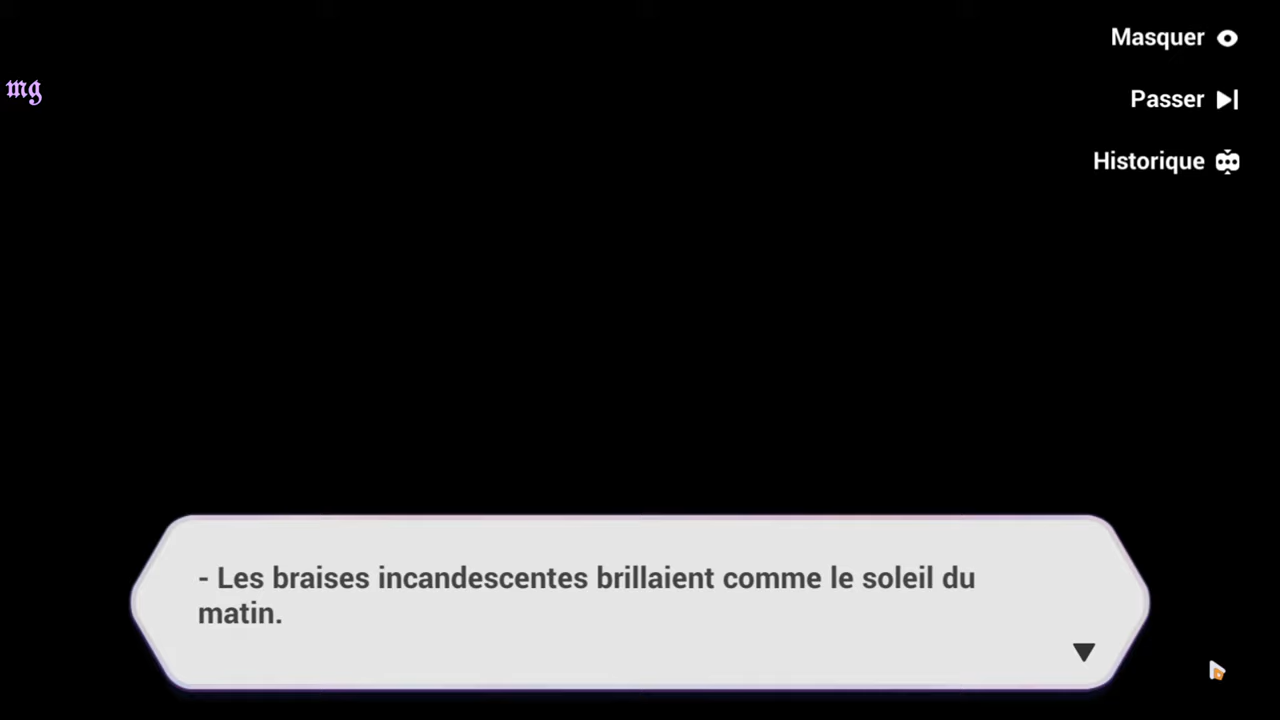 Masquer
mg
Passer
Historique
- Les braises incandescentes brillaient comme le soleil du
matin.